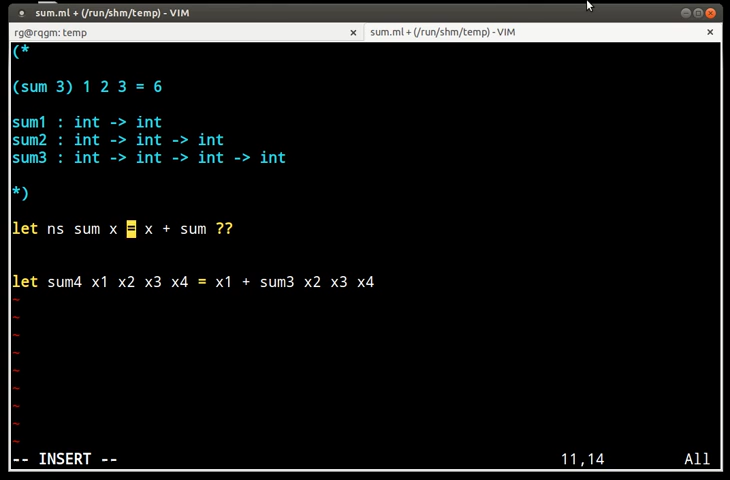 sum.ml + (/run/shm/temp) - VIM
rg@rqgm: temp
sum.ml + (/run/shm/temp) - VIM
(*
(sum 3) 1 2 3 = 6
sum1 : int -> int
sum2 : int -> int -> int
sum3 : int -> int -> int -> int
*)
let ns sum x = x + sum ??
let sum4 x1 x2 x3 x4 = x1 + sum3 x2 x3 x4
~
~
~
~
~
~
~
~
~
-- INSERT -- 11,14 All